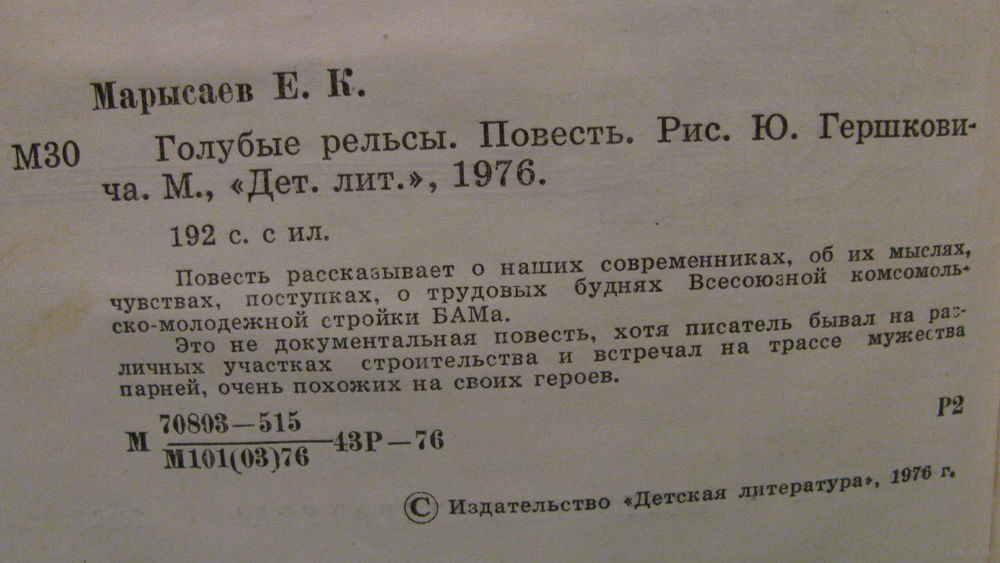 Марысаев Е. К.
М30 Голубые рельсы. Повесть. Рис. Ю. Гершкови-
ча. М., «Дет. лит.», 1976.
192 с. с ил.
Повесть рассказывает о наших современниках, об их мыслях,
чувствах, поступках, о трудовых буднях Всесоюзной комсомоль-
ско-молодежной стройки БАМа.
Это не документальная повесть, хотя писатель бывал на раз-
личных участках строительства и встречал на трассе мужества
парней, очень похожих на своих героев.
М 70803—515
М101(03)76 43Р—76
Р2
© Издательство «Детская литература», 1976 г.